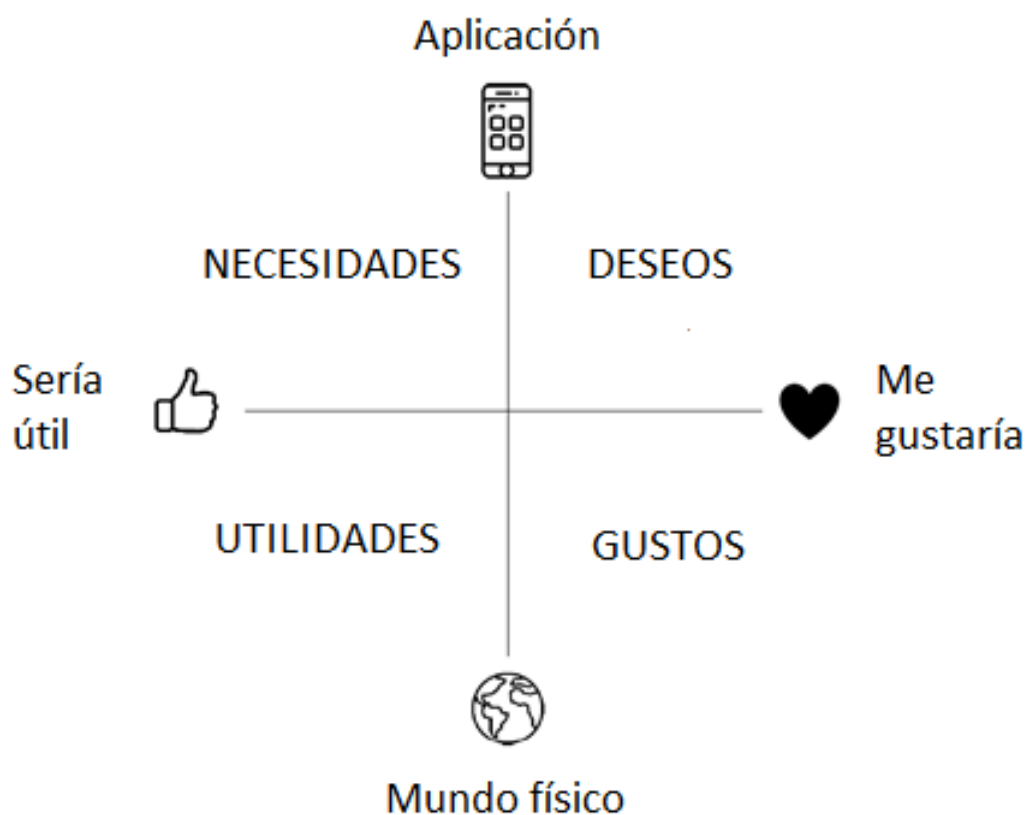 Aplicación
NECESIDADES
DESEOS
Sería
útil
Me
gustaría
UTILIDADES
GUSTOS
Mundo físico